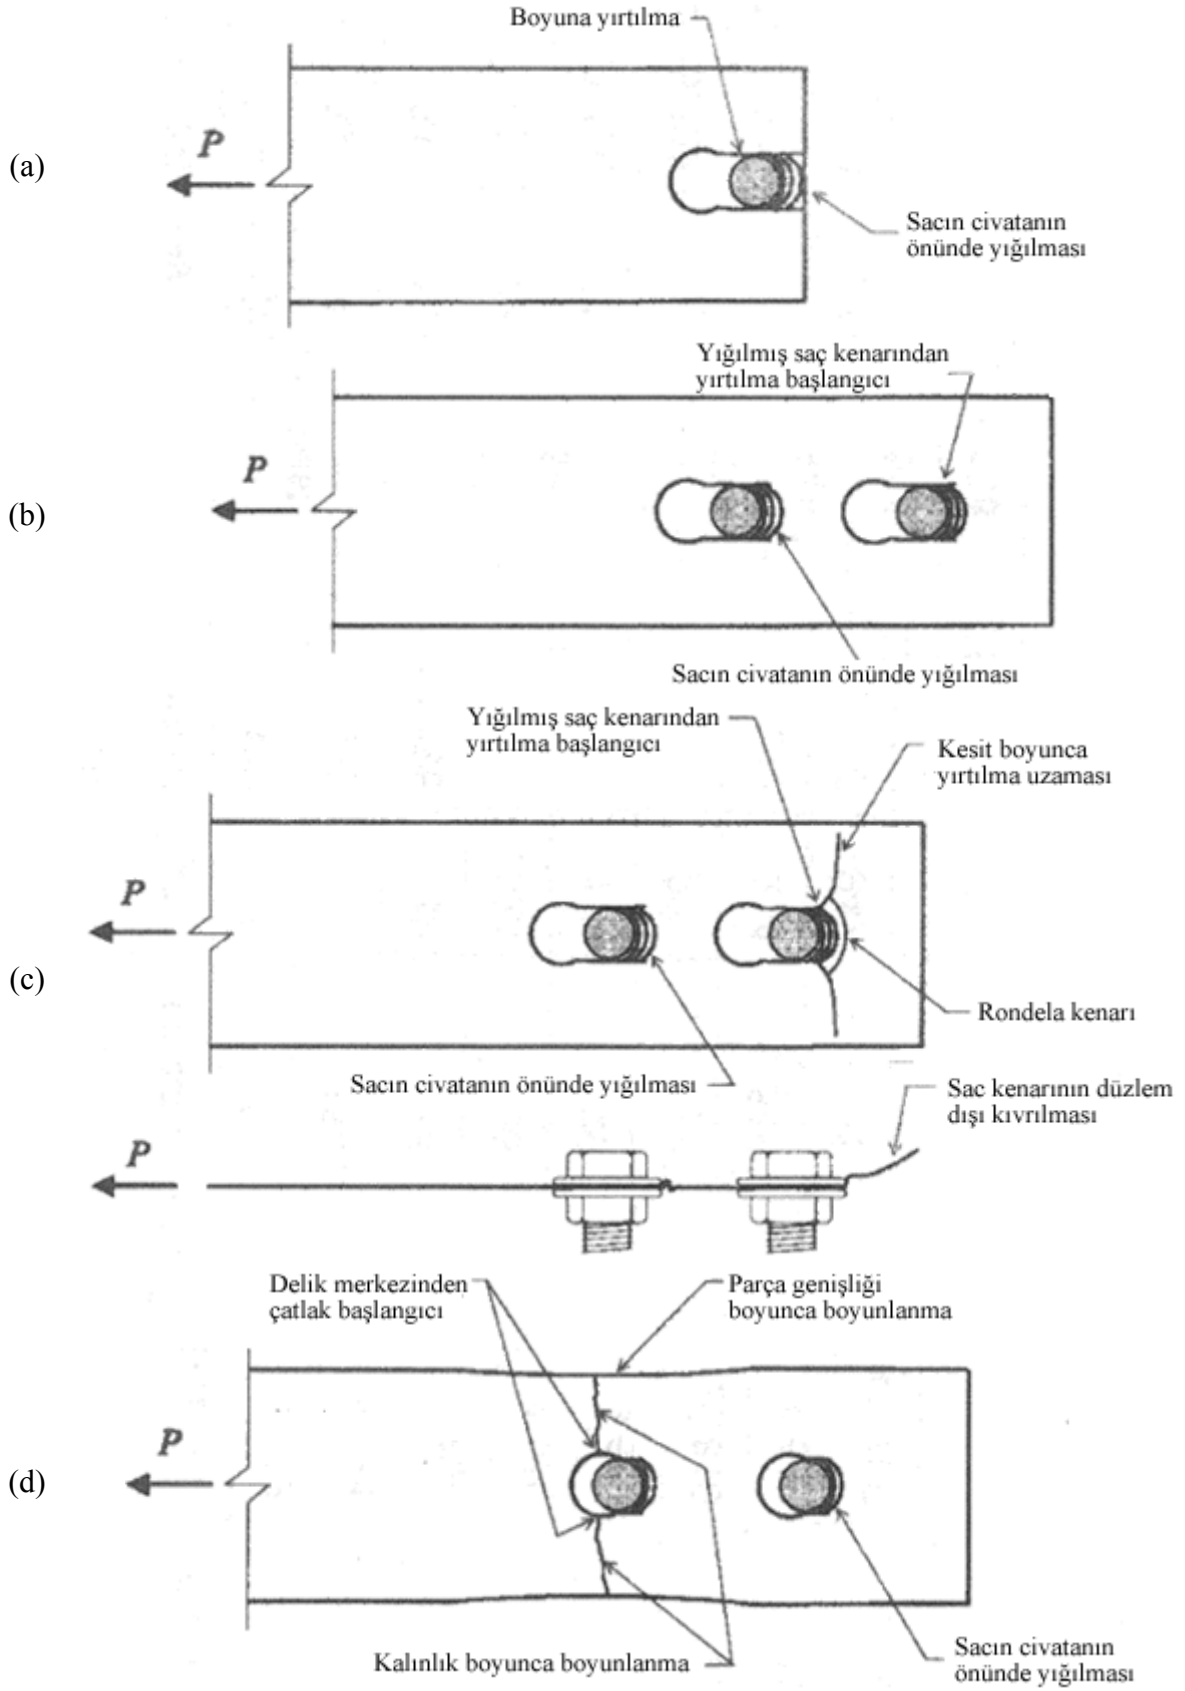 Boyuna yırtılma
P
(a)
Sacın civatanın
önünde yığılması
Yığılmış saç kenarından
yırtılma başlangıcı
P
(b)
Sacın civatanın önünde yığılması
Yığılmış saç kenarından
yırtılma başlangıcı
Kesit boyunca
yırtılma uzaması
P
(c)
Rondela kenarı
Sacın civatanın önünde yığılması
Sac kenarının düzlem
dışı kıvrılması
P
Delik merkezinden
çatlak başlangıcı
Parça genişliği
boyunca boyunlanma
P
(d)
Kalınlık boyunca boyunlanma
Sacın civatanın
önünde yığılması